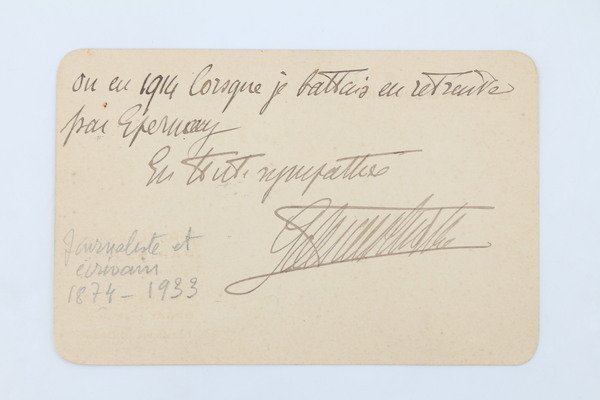 ou en 1914 lorsque je battais en retraite
par Epernay
En toute sympathie
Journaliste et
écrivain
1874 - 1933